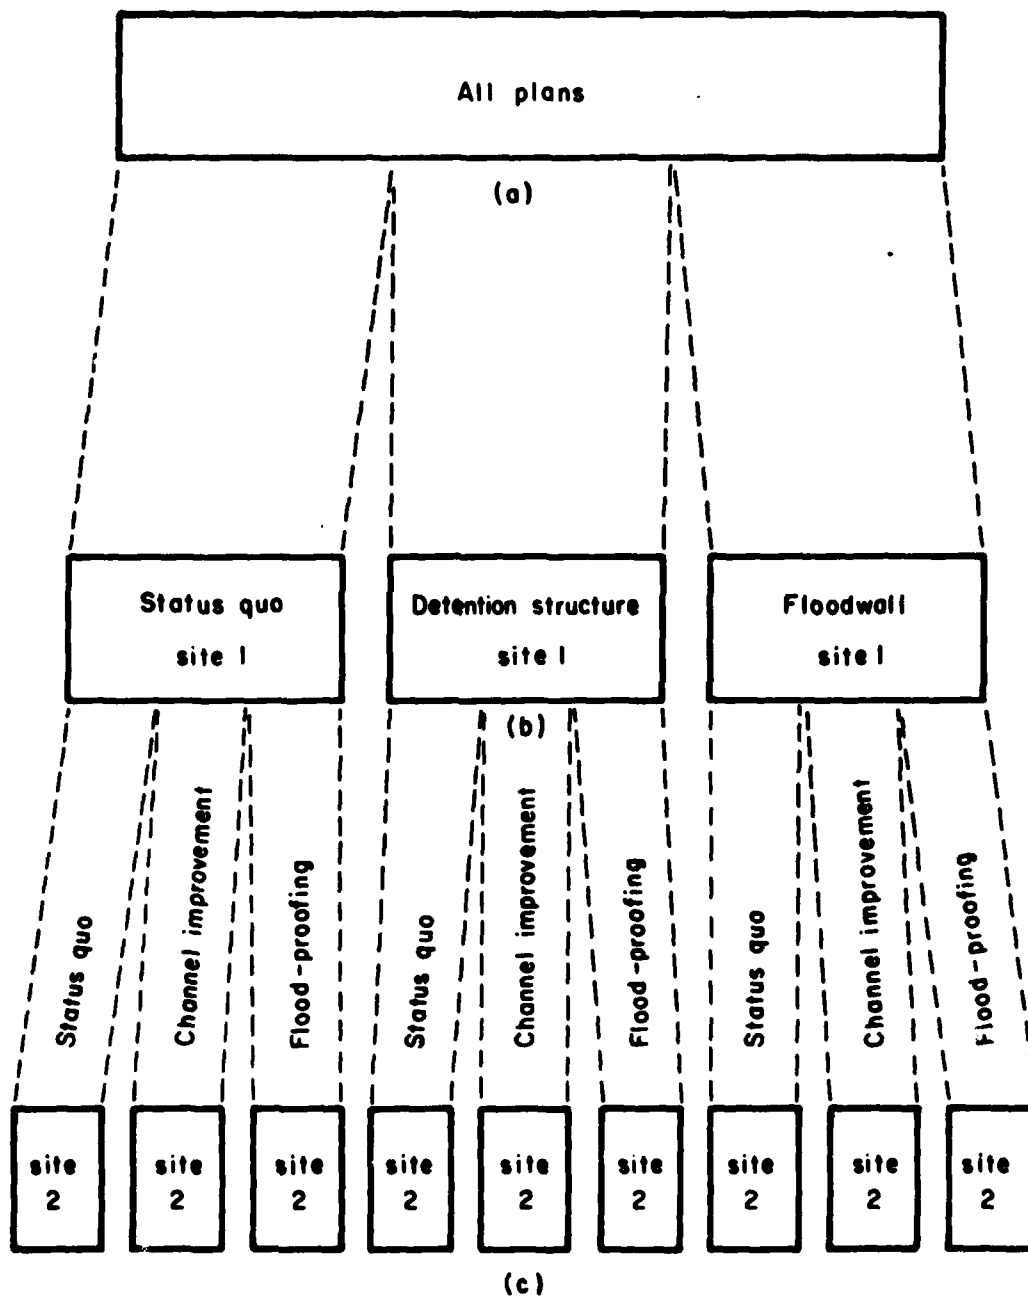 All plans
(a)
Status quo
site 1
Detention structure
site 1
Floodwall
site 1
(b)
Status quo
Channel improvement
Flood-proofing
Status quo
Channel improvement
Flood-proofing
Status quo
Channel improvement
Flood-proofing
site
2
site
2
site
2
site
2
site
2
site
2
site
2
site
2
site
2
(c)